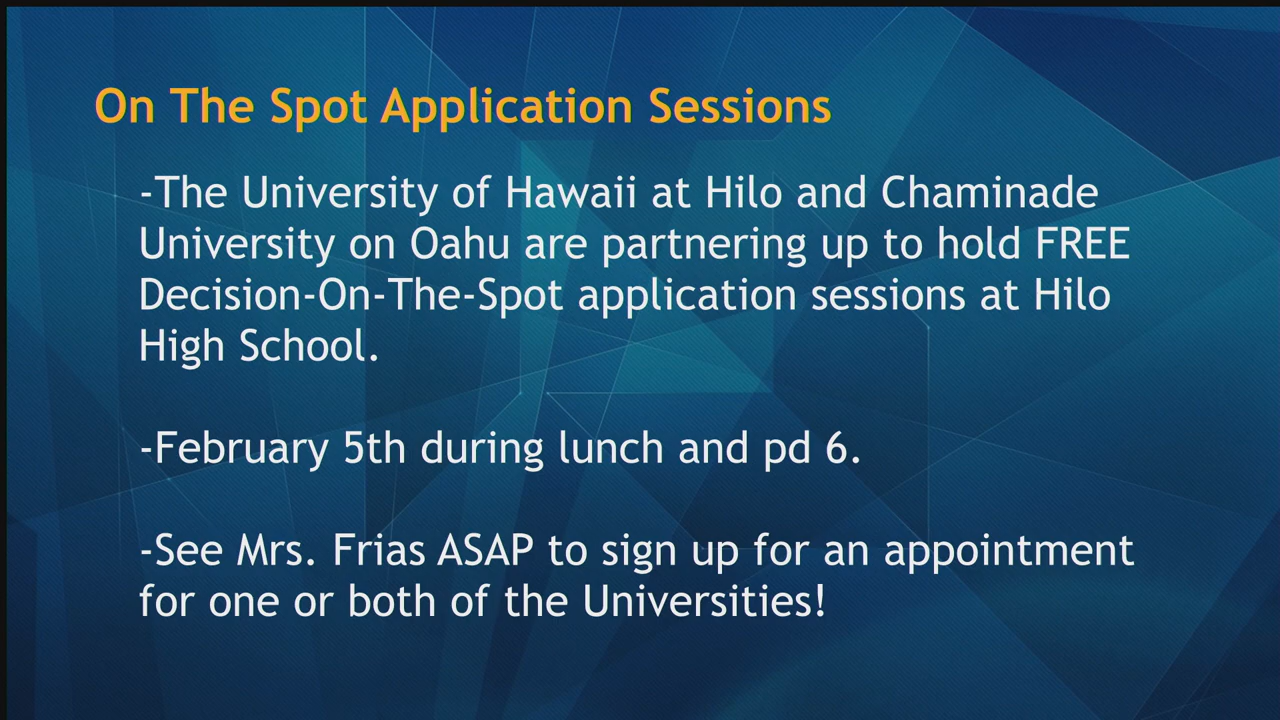 On The Spot Application Sessions
-The University of Hawaii at Hilo and Chaminade
University on Oahu are partnering up to hold FREE
Decision-On-The-Spot application sessions at Hilo
High School.
-February 5th during lunch and pd 6.
-See Mrs. Frias ASAP to sign up for an appointment
for one or both of the Universities!